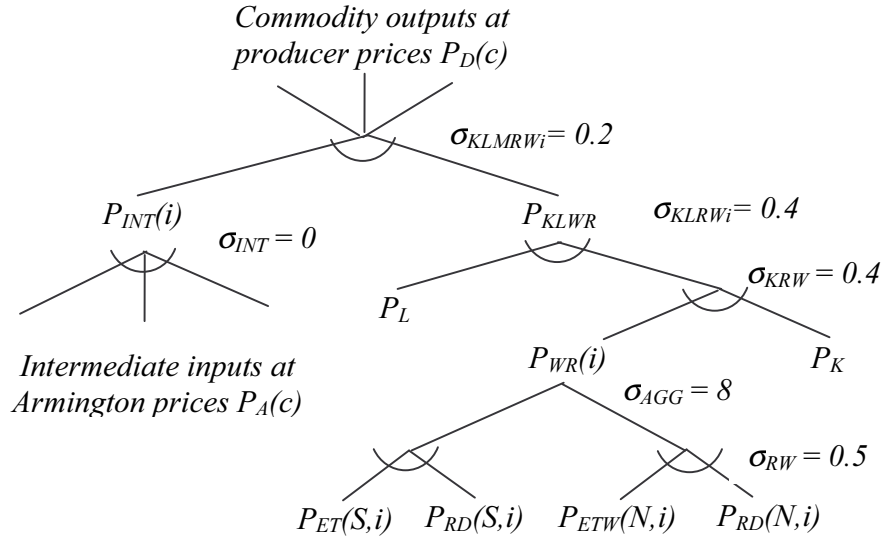 Commodity outputs at
producer prices P_D(c)
σ_KLMRWi = 0.2
P_INT(i)
P_KLWR
σ_KLRWi = 0.4
σ_INT = 0
σ_KRW = 0.4
P_L
Intermediate inputs at
Armington prices P_A(c)
P_WR(i)
P_K
σ_AGG = 8
σ_RW = 0.5
P_ET(S,i)
P_RD(S,i)
P_ETW(N,i)
P_RD(N,i)